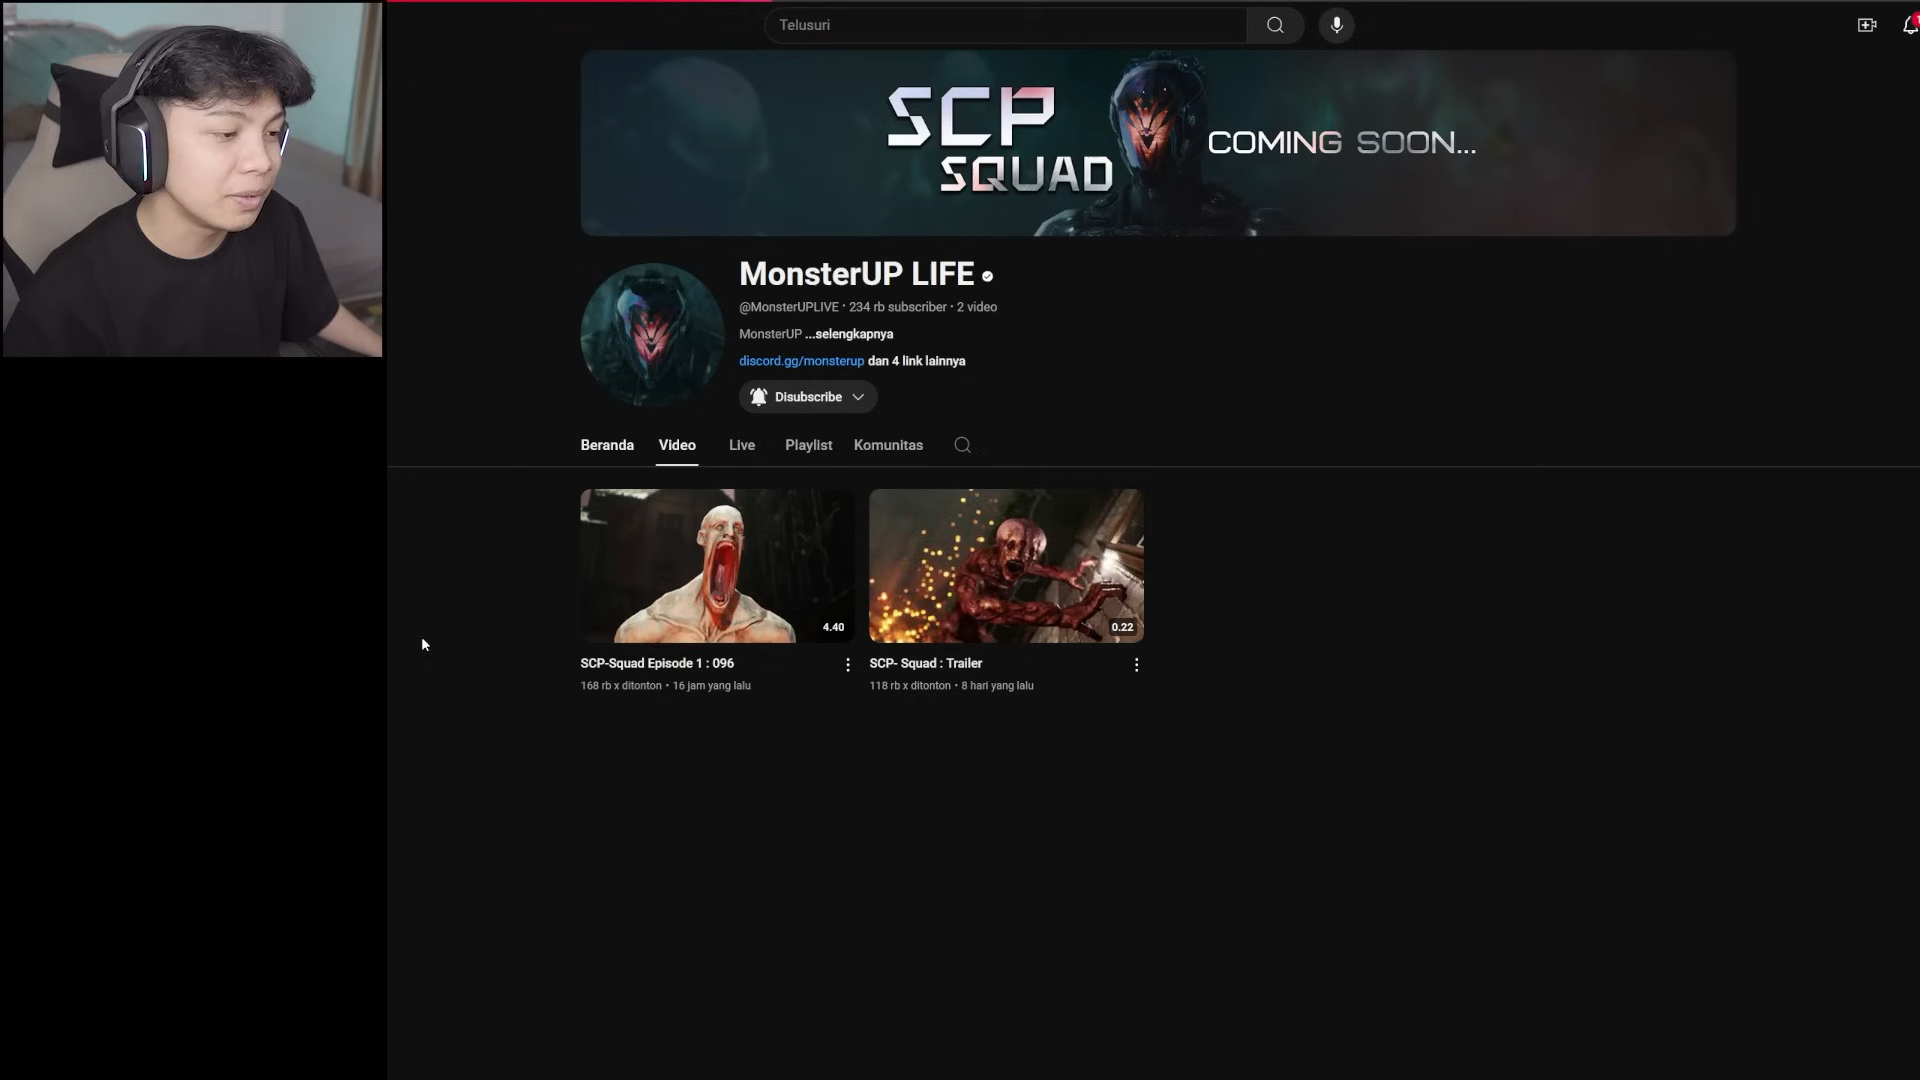 Telusuri
SCP
SQUAD
COMING SOON...
MonsterUP LIFE
@MonsterUPLIVE • 234 rb subscriber • 2 video
MonsterUP ...selengkapnya
discord.gg/monsterup dan 4 link lainnya
Disubscribe
Beranda Video Live Playlist Komunitas
4.40
0.22
SCP-Squad Episode 1 : 096
168 rb x ditonton • 16 jam yang lalu
SCP- Squad : Trailer
118 rb x ditonton • 8 hari yang lalu